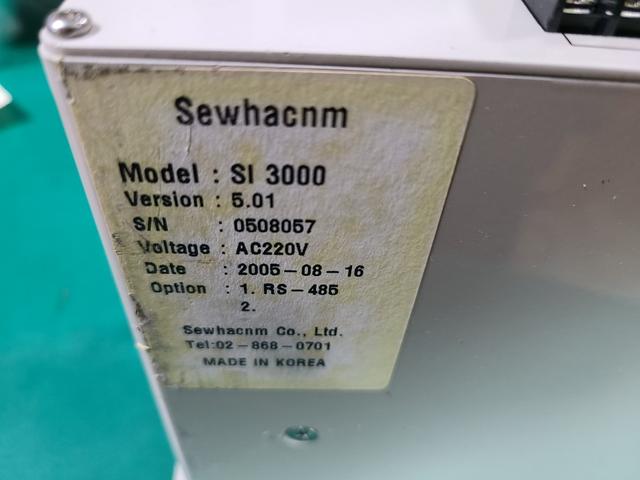 Sewhacnm
Model : SI 3000
Version : 5.01
S/N : 0508057
Voltage : AC220V
Date : 2005-08-16
Option : 1. RS-485
2.
Sewhacnm Co., Ltd.
Tel:02-868-0701
MADE IN KOREA